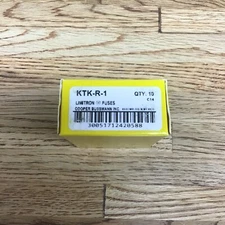 KTK-R-1
QTY. 10
LIMITRON FUSES
COOPER BUSSMANN INC.
30051712420588